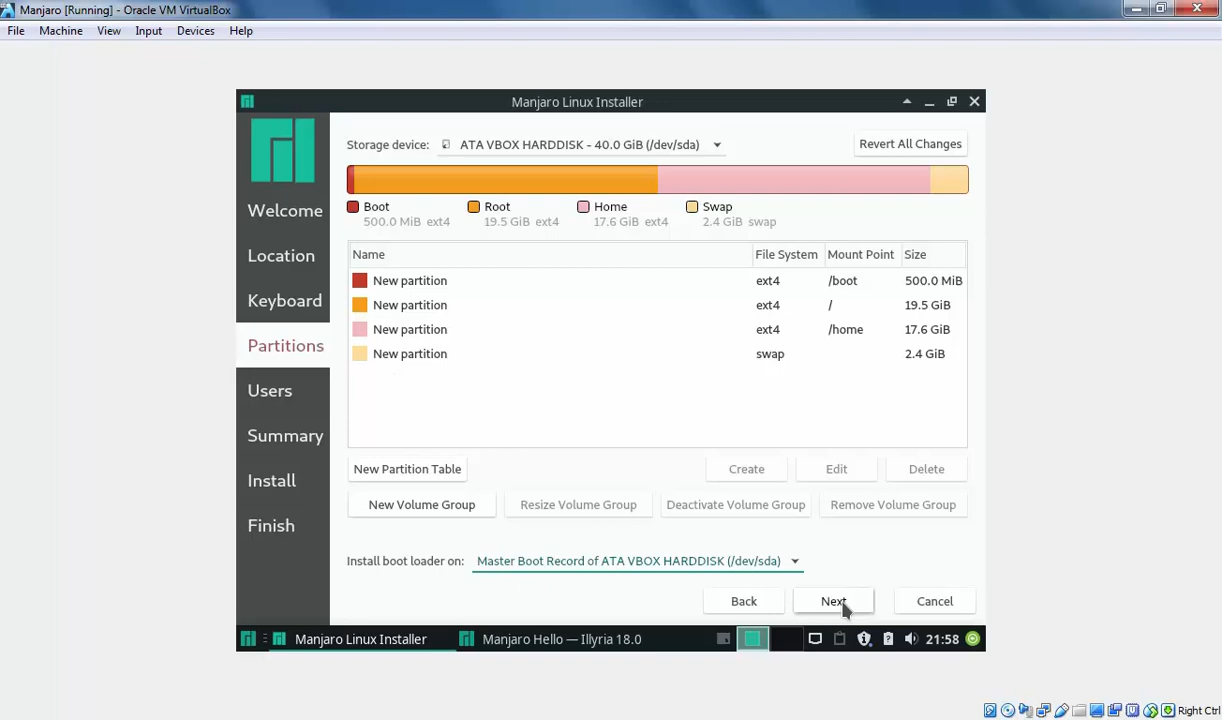 Manjaro [Running] - Oracle VM VirtualBox
File Machine View Input Devices Help
Manjaro Linux Installer
Welcome
Location
Keyboard
Partitions
Users
Summary
Install
Finish
Storage device: ATA VBOX HARDDISK - 40.0 GiB (/dev/sda) Revert All Changes
Boot Root Home Swap
500.0 MiB ext4 19.5 GiB ext4 17.6 GiB ext4 2.4 GiB swap
Name File System Mount Point Size
New partition ext4 /boot 500.0 MiB
New partition ext4 / 19.5 GiB
New partition ext4 /home 17.6 GiB
New partition swap 2.4 GiB
New Partition Table Create Edit Delete
New Volume Group Resize Volume Group Deactivate Volume Group Remove Volume Group
Install boot loader on: Master Boot Record of ATA VBOX HARDDISK (/dev/sda)
Back Next Cancel
Manjaro Linux Installer Manjaro Hello — Illyria 18.0 21:58
Right Ctrl